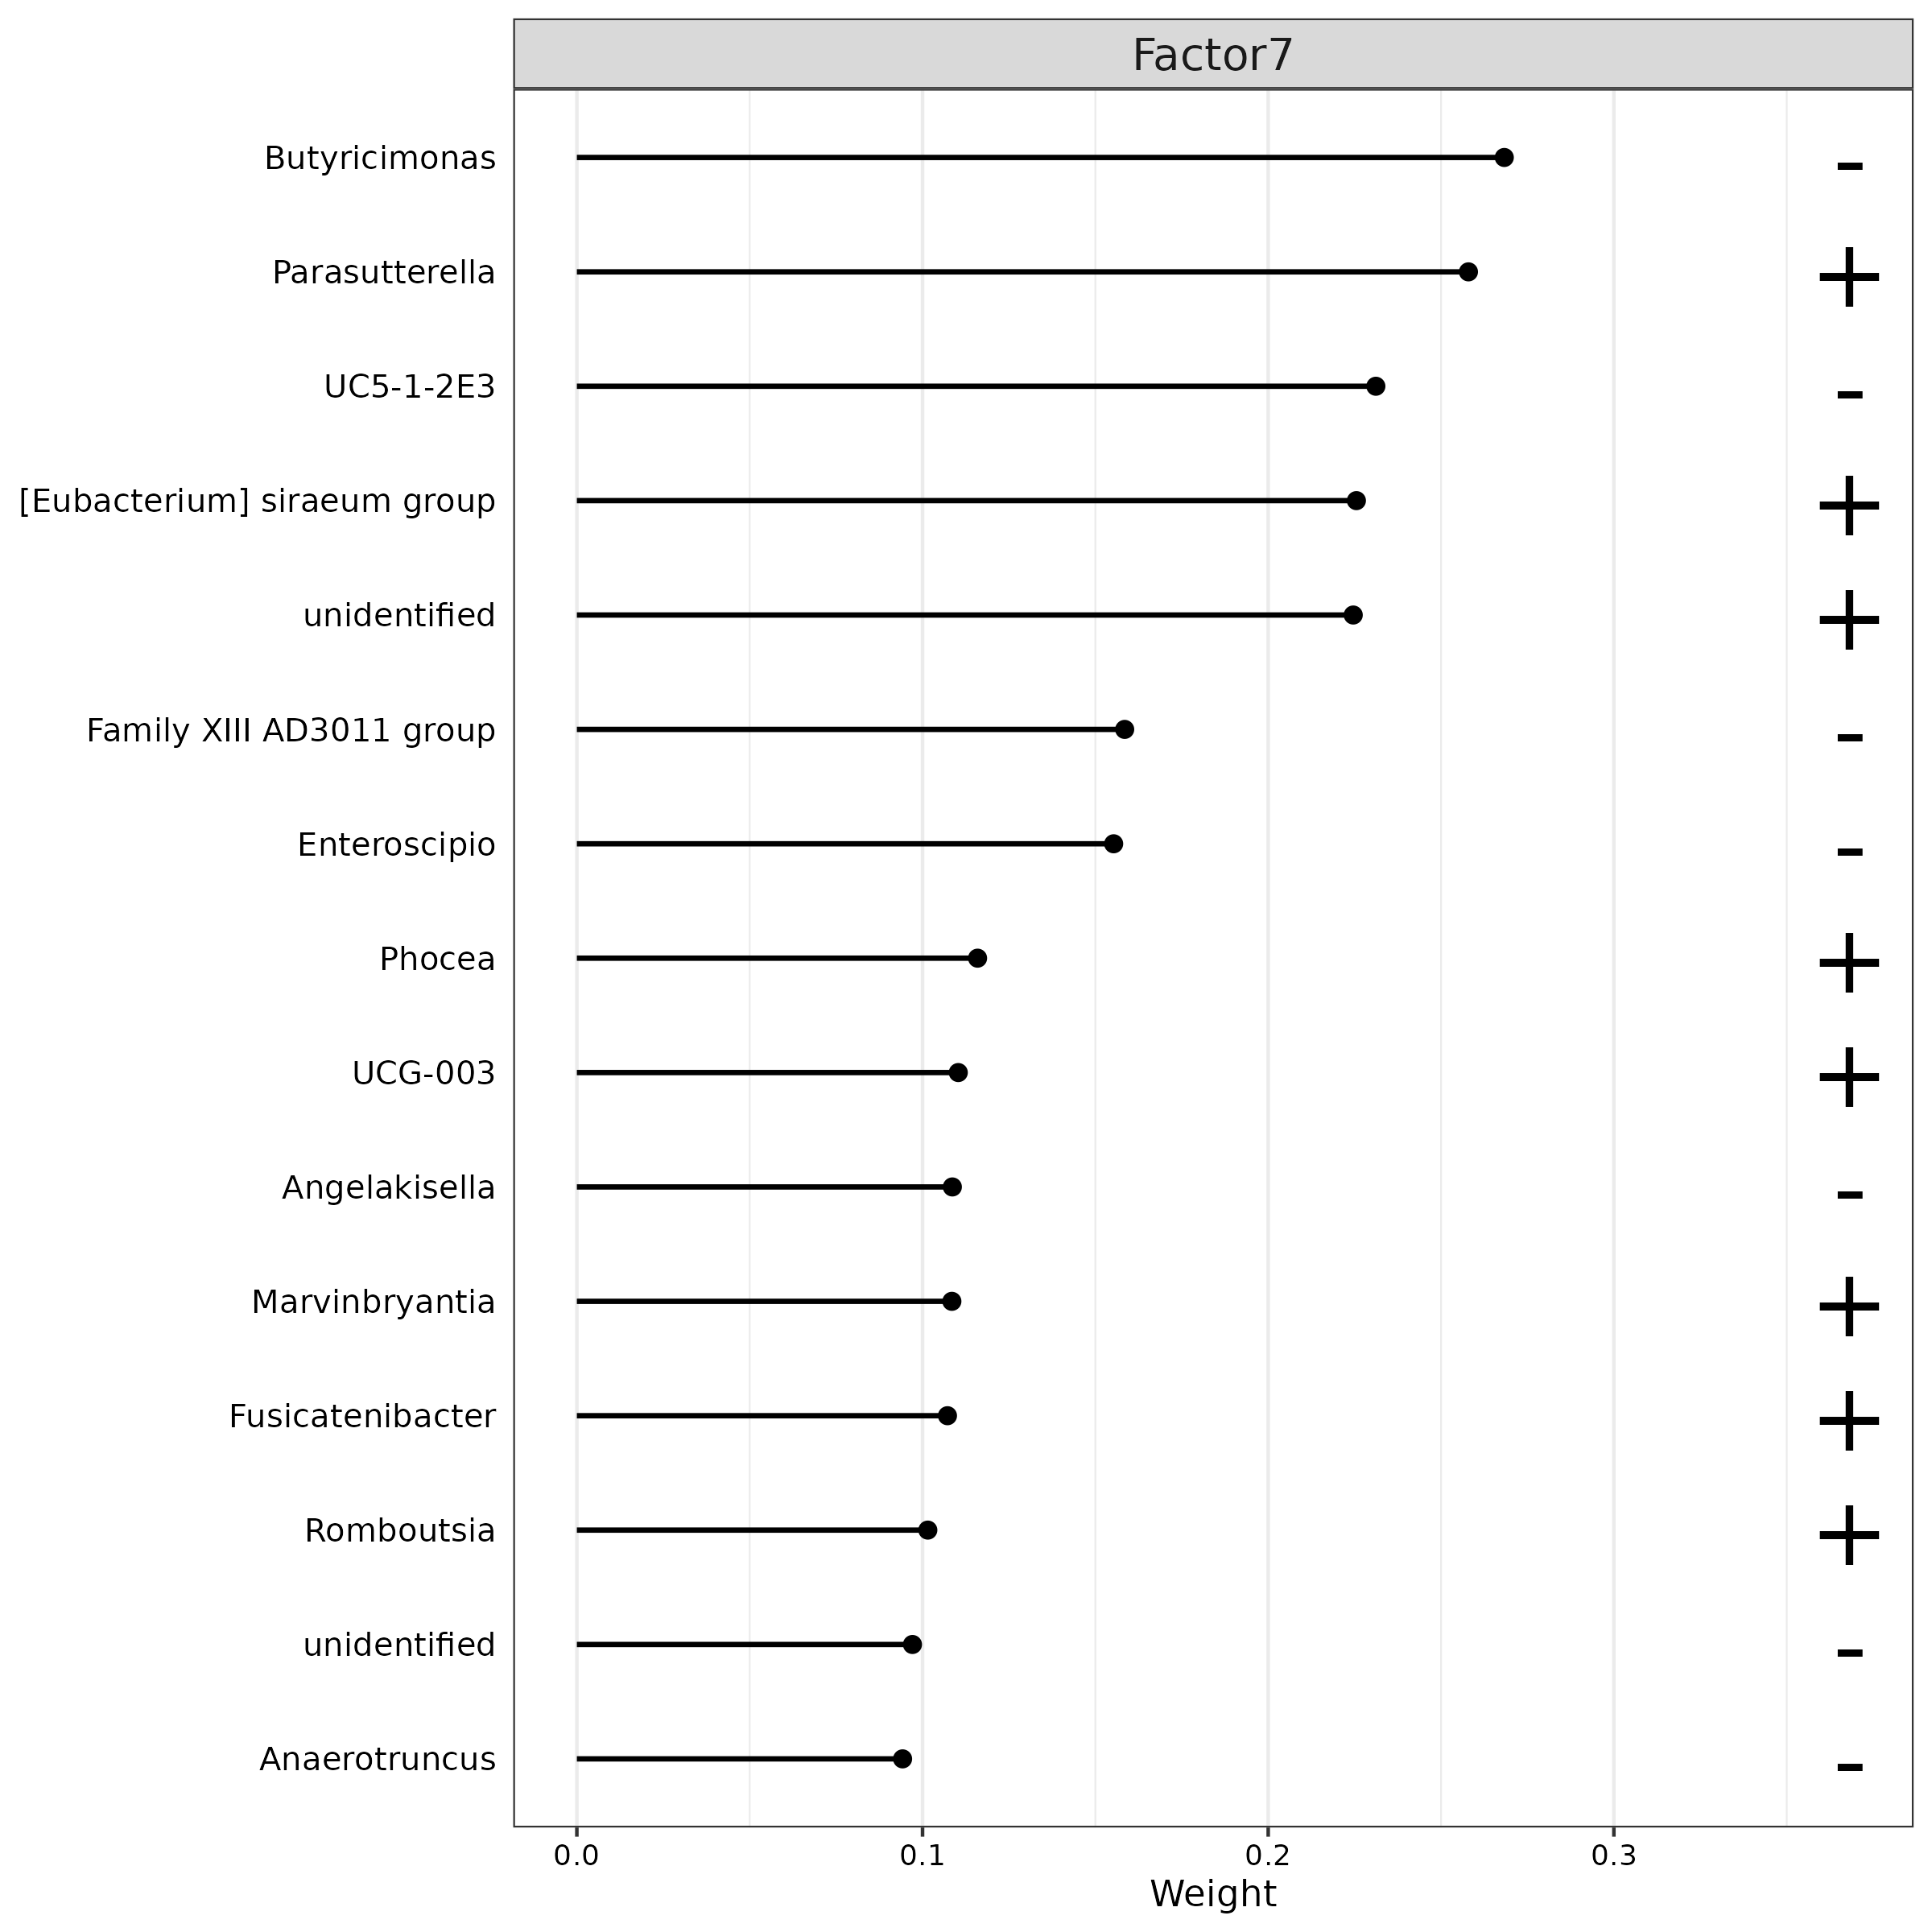 Factor7
Butyricimonas -
Parasutterella +
UC5-1-2E3 -
[Eubacterium] siraeum group +
unidentified +
Family XIII AD3011 group -
Enteroscipio -
Phocea +
UCG-003 +
Angelakisella -
Marvinbryantia +
Fusicatenibacter +
Romboutsia +
unidentified -
Anaerotruncus -
0.0 0.1 0.2 0.3
Weight